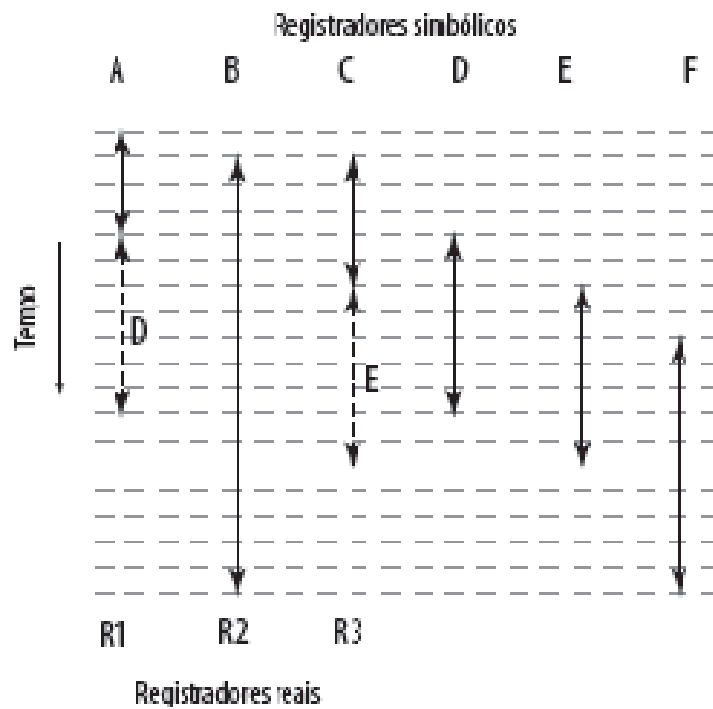 Registradores simbólicos
A B C D E F
Tempo
D
E
R1 R2 R3
Registradores reais